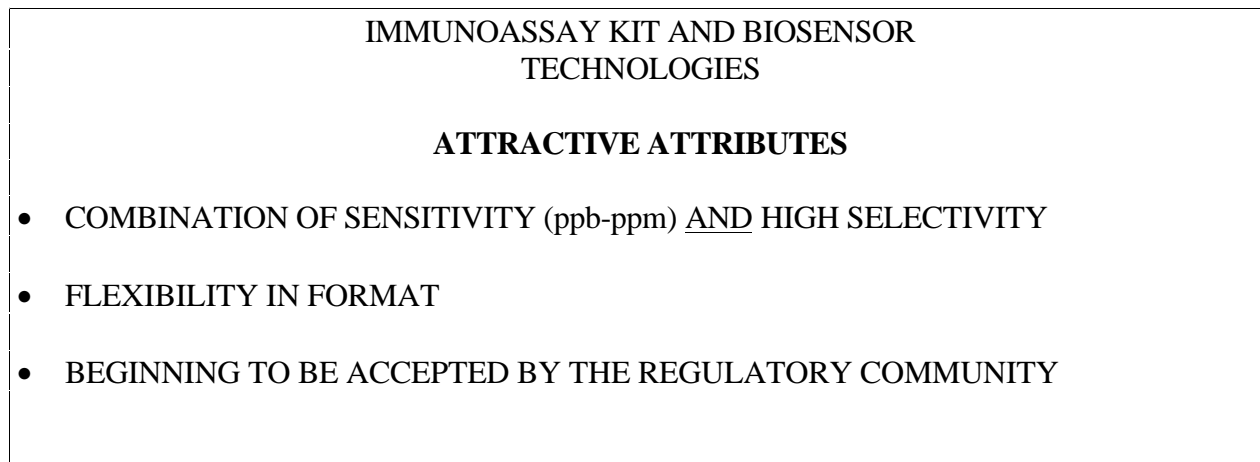 IMMUNOASSAY KIT AND BIOSENSOR
TECHNOLOGIES
ATTRACTIVE ATTRIBUTES
• COMBINATION OF SENSITIVITY (ppb-ppm) AND HIGH SELECTIVITY
• FLEXIBILITY IN FORMAT
• BEGINNING TO BE ACCEPTED BY THE REGULATORY COMMUNITY